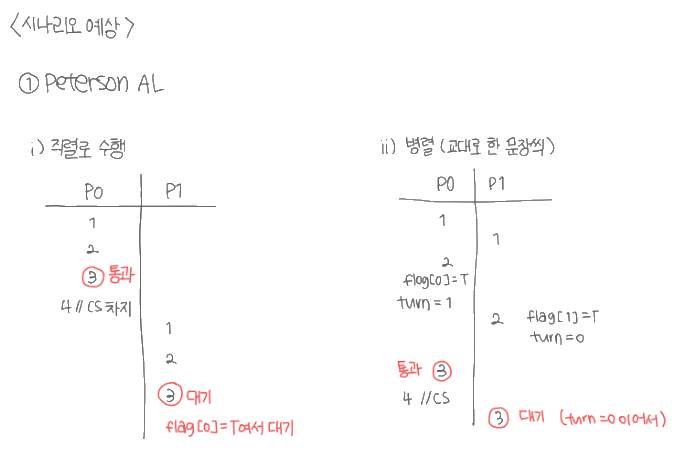 <시나리오 예상>
① Peterson AL
i) 직렬로 수행
P0 P1
1
2
③ 통과
4 // CS 차지
1
2
③ 대기
flag[0]=T여서 대기
ii) 병렬 (교대로 한 문장씩)
P0 P1
1
1
2
flag[0]=T
turn=1
2 flag[1]=T
turn=0
통과 ③
4 //CS
③ 대기 (turn=0이어서)